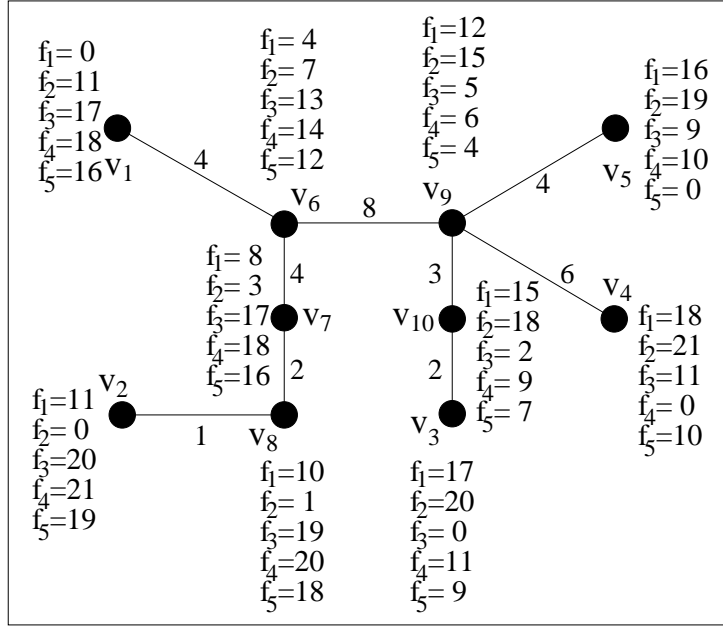 f₁= 0
f₂=11
f₃=17
f₄=18
f₅=16
v₁
f₁= 4
f₂= 7
f₃=13
f₄=14
f₅=12
v₆
f₁=12
f₂=15
f₃= 5
f₄= 6
f₅= 4
v₉
f₁=16
f₂=19
f₃= 9
f₄=10
f₅= 0
v₅
4
8
4
f₁= 8
f₂= 3
f₃=17
f₄=18
f₅=16
v₇
4
3
6
v₁₀
f₁=15
f₂=18
f₃= 2
f₄= 9
f₅= 7
v₄
f₁=18
f₂=21
f₃=11
f₄= 0
f₅=10
2
2
v₂
f₁=11
f₂= 0
f₃=20
f₄=21
f₅=19
1
v₈
f₁=10
f₂= 1
f₃=19
f₄=20
f₅=18
v₃
f₁=17
f₂=20
f₃= 0
f₄=11
f₅= 9